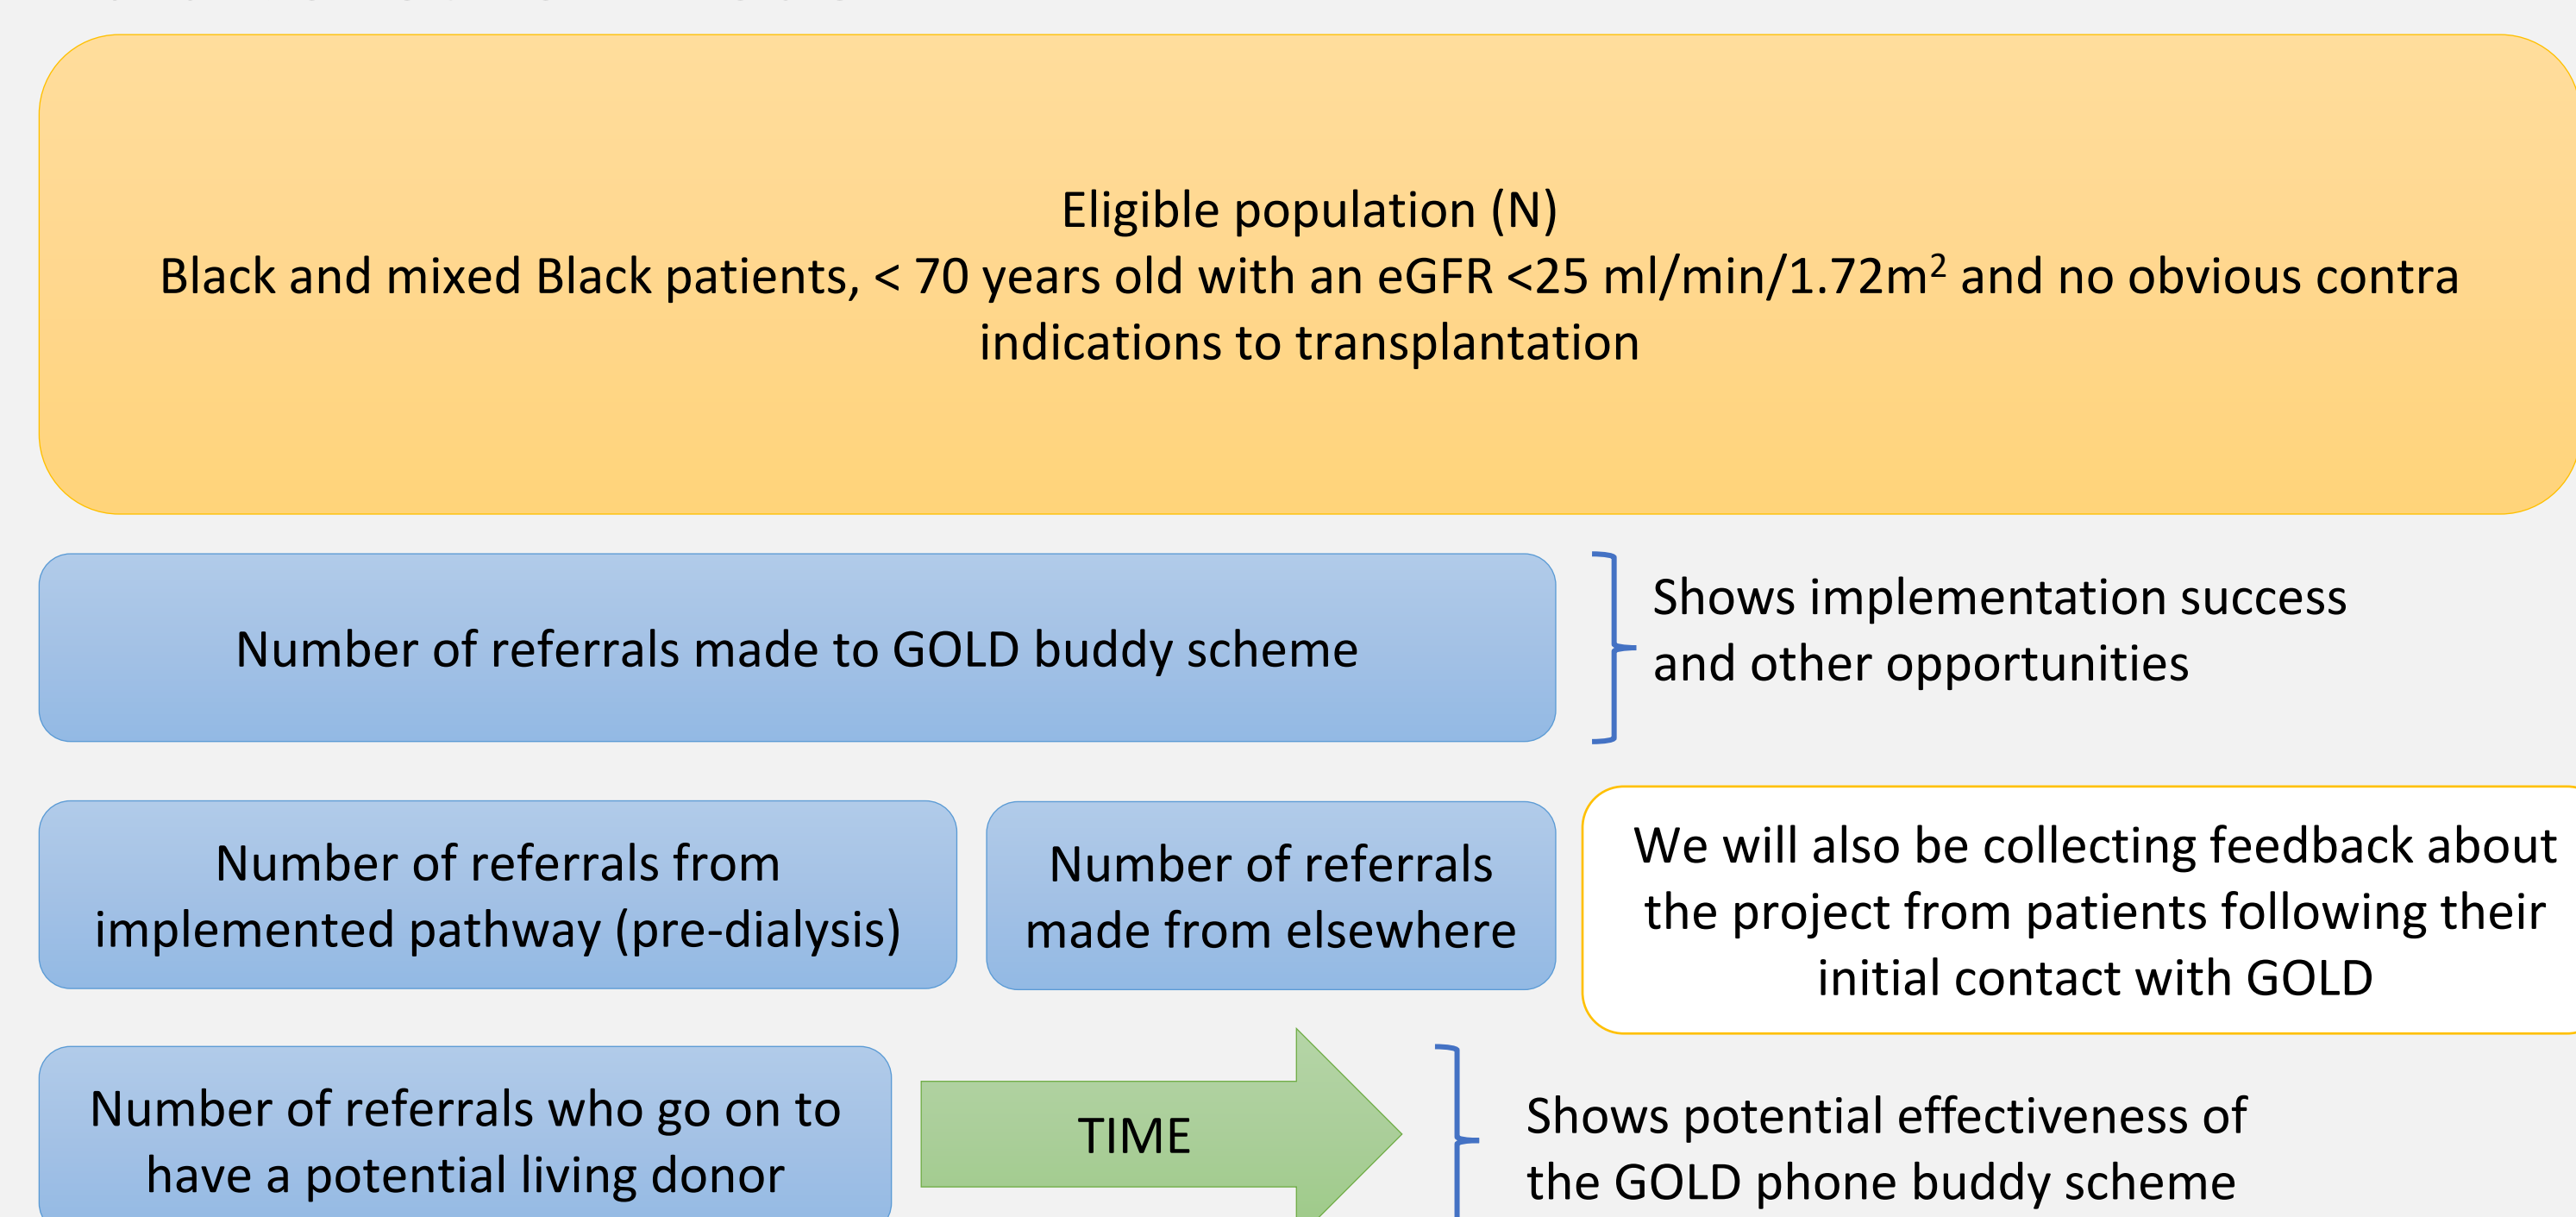 Eligible population (N)
Black and mixed Black patients, < 70 years old with an eGFR <25 ml/min/1.72m² and no obvious contra
indications to transplantation
Number of referrals made to GOLD buddy scheme
Shows implementation success
and other opportunities
Number of referrals from
implemented pathway (pre-dialysis)
Number of referrals
made from elsewhere
We will also be collecting feedback about
the project from patients following their
initial contact with GOLD
Number of referrals who go on to
have a potential living donor
TIME
Shows potential effectiveness of
the GOLD phone buddy scheme